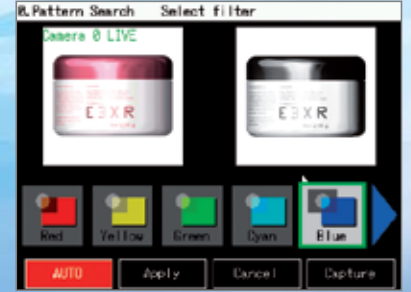 0.Pattern Search Select filter
Camera 0 LIVE
E3XR
E3XR
Red Yellow Green Cyan Blue
AUTO Apply Cancel Capture